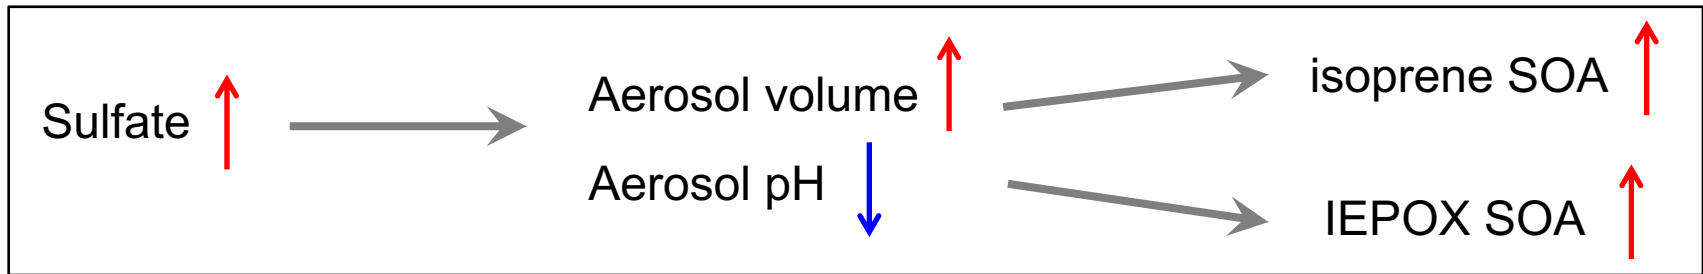 Sulfate
Aerosol volume
Aerosol pH
isoprene SOA
IEPOX SOA